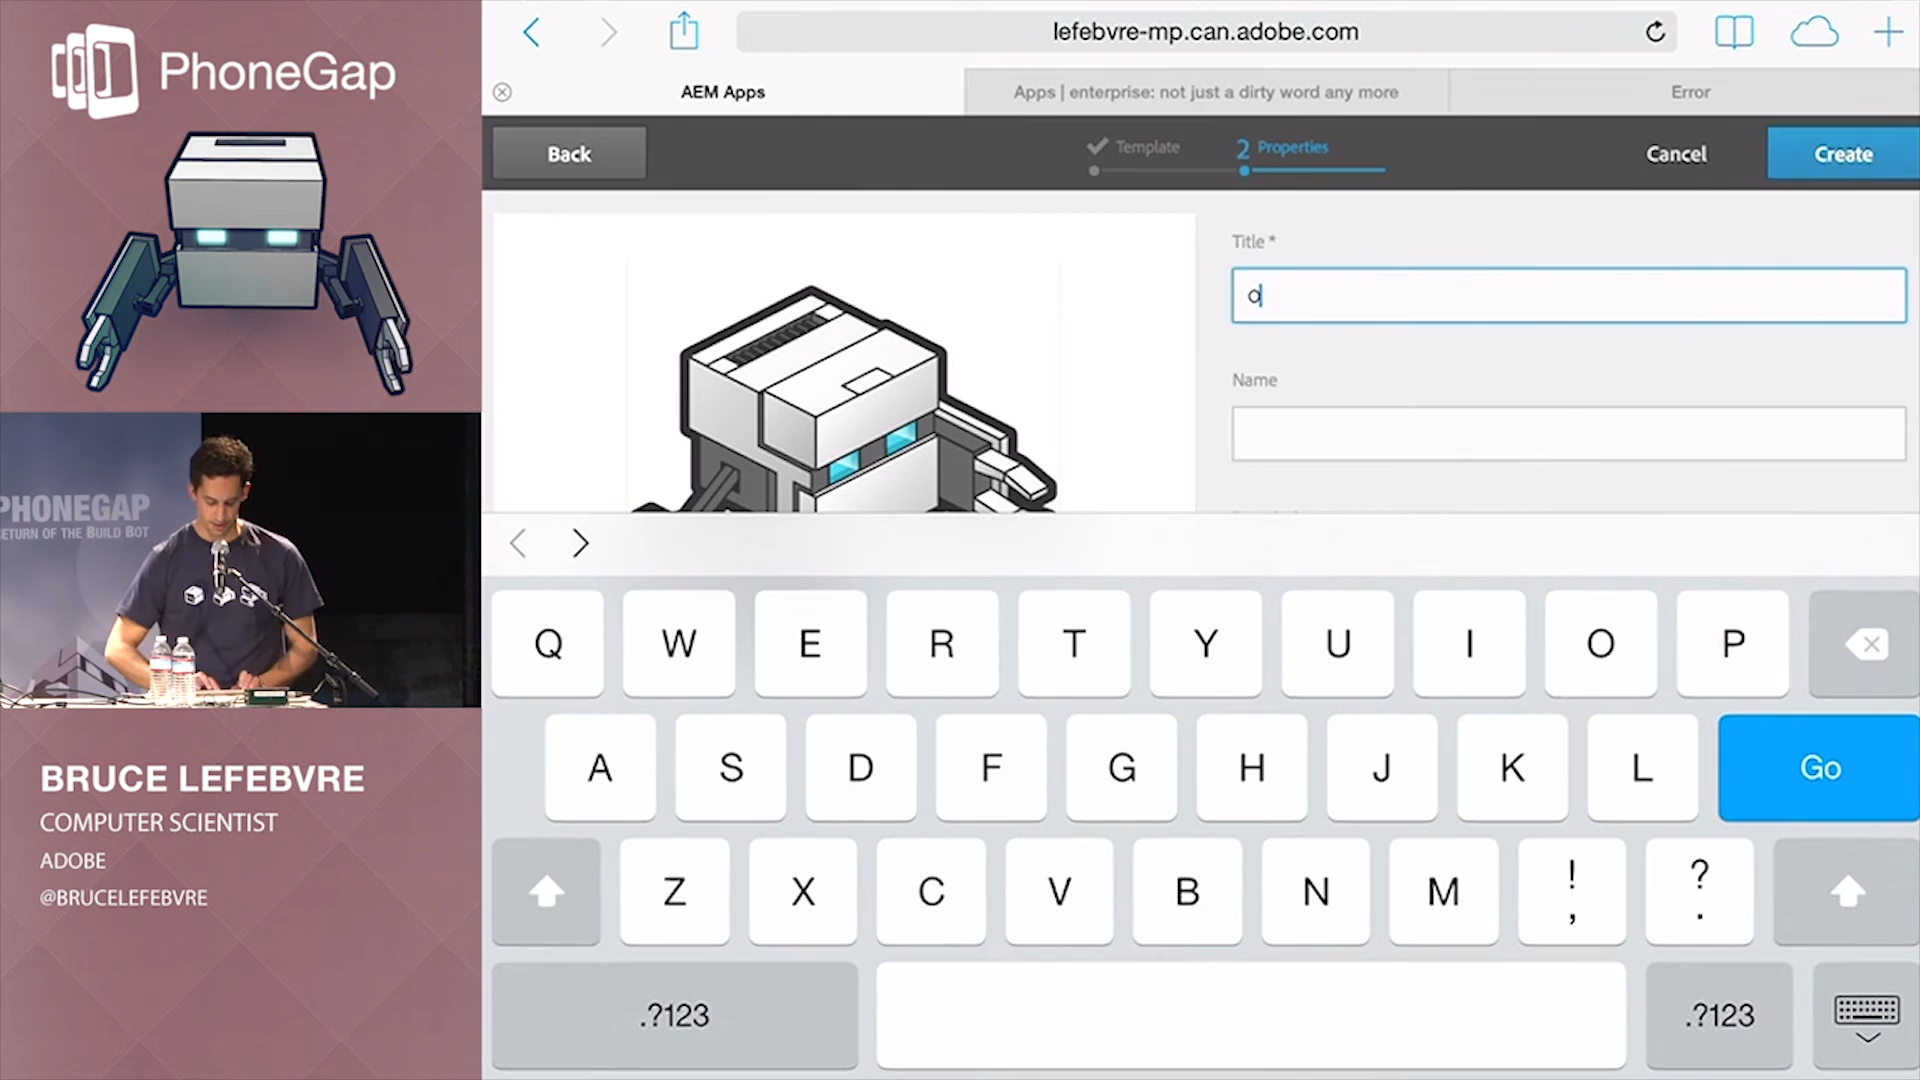 PhoneGap
PHONEGAP
ETURN OF THE BUILD BOT
BRUCE LEFEBVRE
COMPUTER SCIENTIST
ADOBE
@BRUCELEFEBVRE
lefebvre-mp.can.adobe.com
AEM Apps
Apps | enterprise: not just a dirty word any more
Error
Back
Template
2 Properties
Cancel
Create
Title *
o
Name
Q W E R T Y U I O P
A S D F G H J K L Go
Z X C V B N M ! , ? .
.?123 .?123